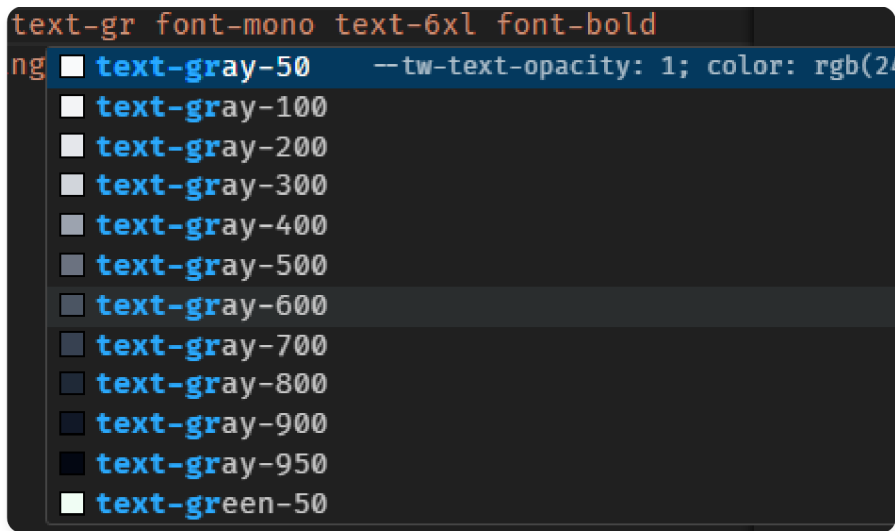 text-gr font-mono text-6xl font-bold
ng
text-gray-50 --tw-text-opacity: 1; color: rgb(24
text-gray-100
text-gray-200
text-gray-300
text-gray-400
text-gray-500
text-gray-600
text-gray-700
text-gray-800
text-gray-900
text-gray-950
text-green-50